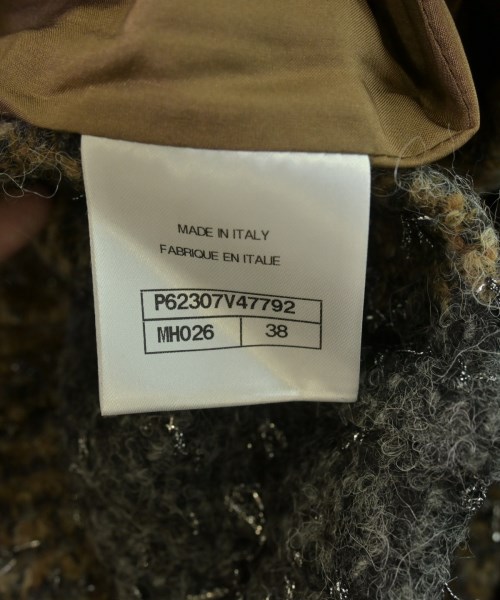 MADE IN ITALY
FABRIQUE EN ITALIE
P62307V47792
MH026 38